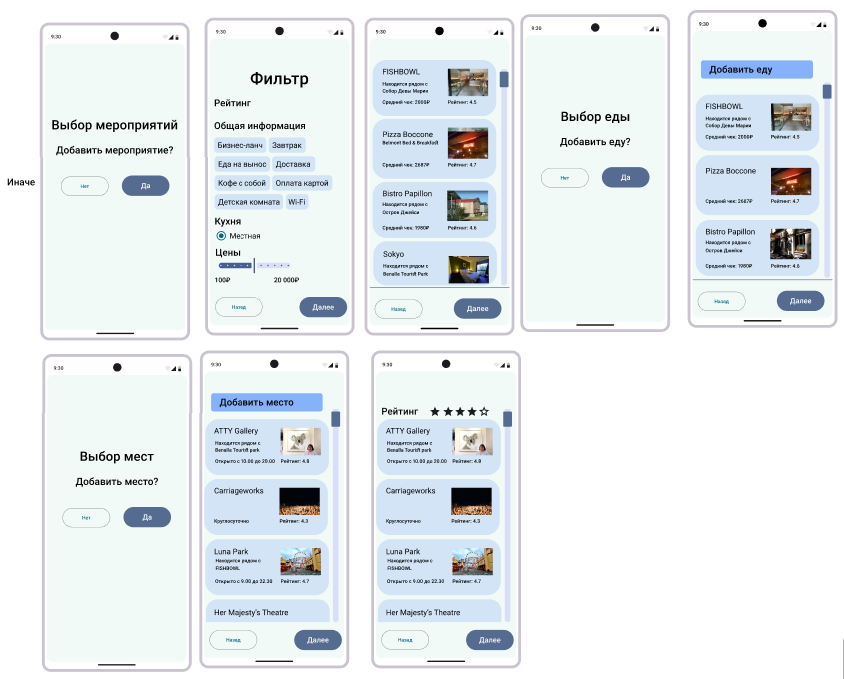 Иначе
9:30
Выбор мероприятий
Добавить мероприятие?
Нет
Да
9:30
Фильтр
Рейтинг
Общая информация
Бизнес-ланч
Завтрак
Еда на вынос
Доставка
Кофе с собой
Оплата картой
Детская комната
Wi-Fi
Кухня
Местная
Цены
100₽
20 000₽
Назад
Далее
9:30
FISHBOWL
Находится рядом с
Собор Девы Марии
Средний чек: 2000₽
Рейтинг: 4.5
Pizza Boccone
Belmont Bed & Breakfast
Средний чек: 2687₽
Рейтинг: 4.7
Bistro Papillon
Находится рядом с
Остров Джейси
Средний чек: 1980₽
Рейтинг: 4.6
Sokyo
Находится рядом с
Benalla Tourist Park
Назад
Далее
9:30
Выбор еды
Добавить еду?
Нет
Да
9:30
Добавить еду
FISHBOWL
Находится рядом с
Собор Девы Марии
Средний чек: 2000₽
Рейтинг: 4.5
Pizza Boccone
Средний чек: 2687₽
Рейтинг: 4.7
Bistro Papillon
Находится рядом с
Остров Джейси
Средний чек: 1980₽
Рейтинг: 4.6
Назад
Далее
9:30
Выбор мест
Добавить место?
Нет
Да
9:30
Добавить место
ATTY Gallery
Находится рядом с
Benalla Tourist park
Открыто с 10.00 до 20.00
Рейтинг: 4.8
Carriageworks
Круглосуточно
Рейтинг: 4.3
Luna Park
Находится рядом с
FISHBOWL
Открыто с 9.00 до 22.30
Рейтинг: 4.7
Her Majesty's Theatre
Назад
Далее
9:30
Рейтинг
ATTY Gallery
Находится рядом с
Benalla Tourist park
Открыто с 10.00 до 20.00
Рейтинг: 4.8
Carriageworks
Круглосуточно
Рейтинг: 4.3
Luna Park
Находится рядом с
FISHBOWL
Открыто с 9.00 до 22.30
Рейтинг: 4.7
Her Majesty's Theatre
Назад
Далее